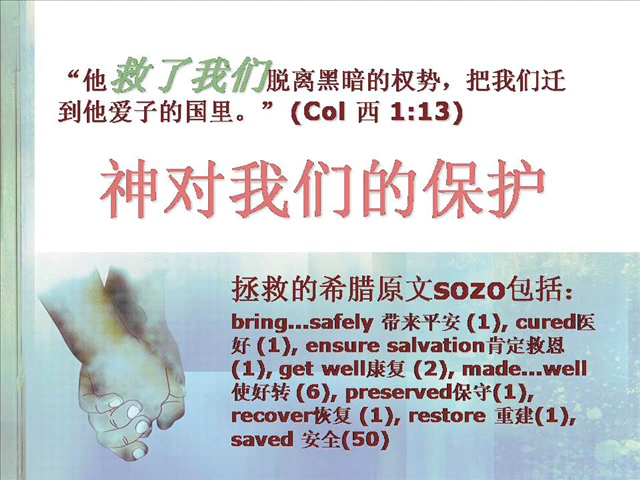 “他救了我们脱离黑暗的权势，把我们迁
到他爱子的国里。” (Col 西 1:13)
神对我们的保护
拯救的希腊原文sozo包括：
bring...safely 带来平安 (1), cured医
好 (1), ensure salvation肯定救恩
(1), get well康复 (2), made...well
使好转 (6), preserved保守(1),
recover恢复 (1), restore 重建(1),
saved 安全(50)